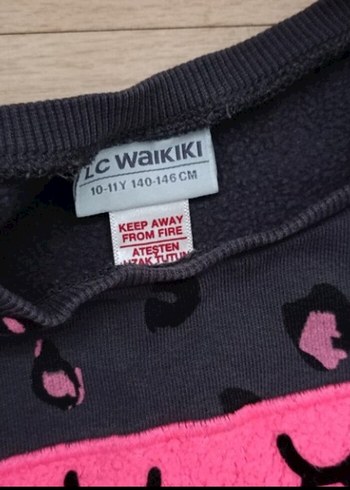 LC WAIKIKI
10-11Y 140-146 CM
KEEP AWAY
FROM FIRE
ATEŞTEN
UZAK TUTUN